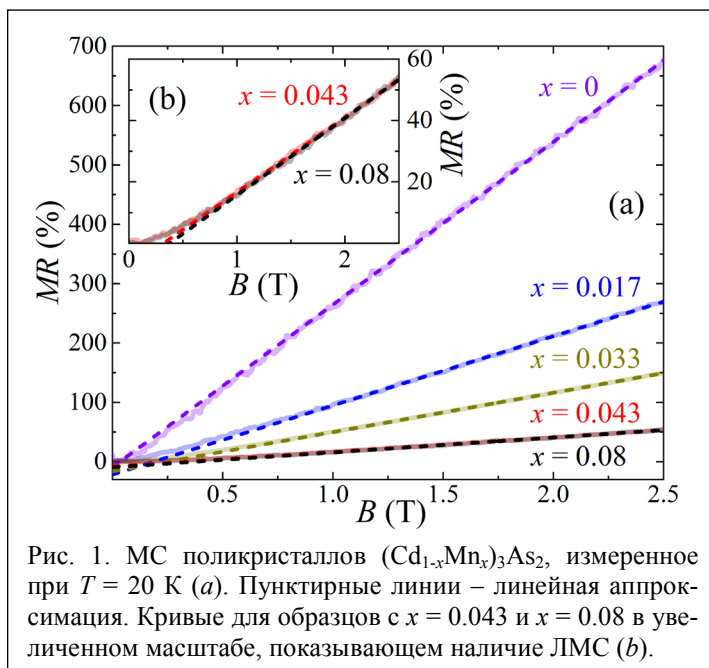 700
600
500
400
300
200
100
0
MR (%)
(b)
x = 0.043
x = 0.08
60
40
20
MR (%)
0 1 2
B (T)
x = 0
(a)
x = 0.017
x = 0.033
x = 0.043
x = 0.08
0.5 1.0 1.5 2.0 2.5
B (T)
Рис. 1. МС поликристаллов (Cd1-xMnx)3As2, измеренное
при T = 20 К (a). Пунктирные линии – линейная аппрок-
симация. Кривые для образцов с x = 0.043 и x = 0.08 в уве-
личенном масштабе, показывающем наличие ЛМС (b).